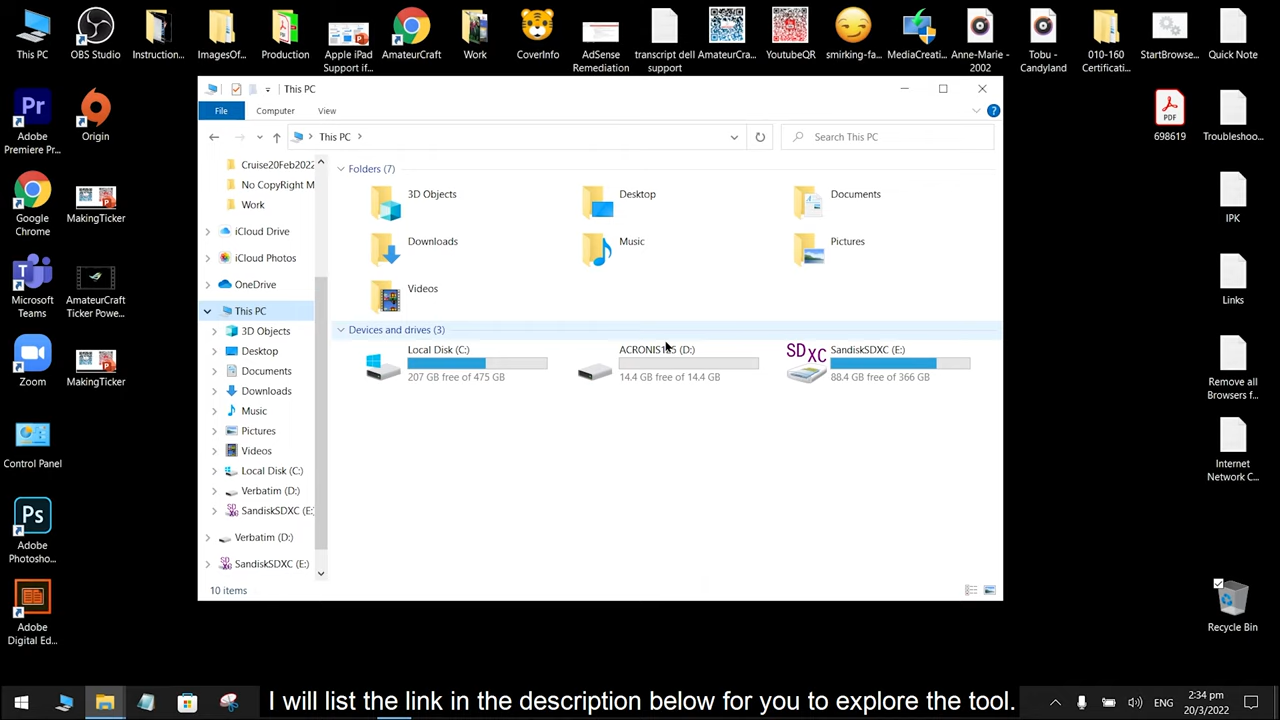 This PC
OBS Studio
Instruction...
ImagesOf...
Production
Apple iPad
Support if...
AmateurCraft
Work
CoverInfo
AdSense
Remediation
transcript dell
support
AmateurCra...
YoutubeQR
smirking-fa...
MediaCreati...
Anne-Marie -
2002
Tobu -
Candyland
010-160
Certificati...
StartBrowse...
Quick Note
Adobe
Premiere Pr...
Origin
Google
Chrome
MakingTicker
Microsoft
Teams
AmateurCraft
Ticker Powe...
Zoom
MakingTicker
Control Panel
Adobe
Photosho...
Adobe
Digital Ed...
PDF
698619
Troubleshoo...
IPK
Links
Remove all
Browsers f...
Internet
Network C...
Recycle Bin
This PC
File
Computer
View
This PC
Search This PC
Cruise20Feb2022
No CopyRight M
Work
iCloud Drive
iCloud Photos
OneDrive
This PC
3D Objects
Desktop
Documents
Downloads
Music
Pictures
Videos
Local Disk (C:)
Verbatim (D:)
SandiskSDXC (E:
Verbatim (D:)
SandiskSDXC (E:)
Folders (7)
3D Objects
Desktop
Documents
Downloads
Music
Pictures
Videos
Devices and drives (3)
Local Disk (C:)
207 GB free of 475 GB
(D:)
14.4 GB free of 14.4 GB
SDXC
SandiskSDXC (E:)
88.4 GB free of 366 GB
10 items
I will list the link in the description below for you to explore the tool.
ENG
2:34 pm
20/3/2022